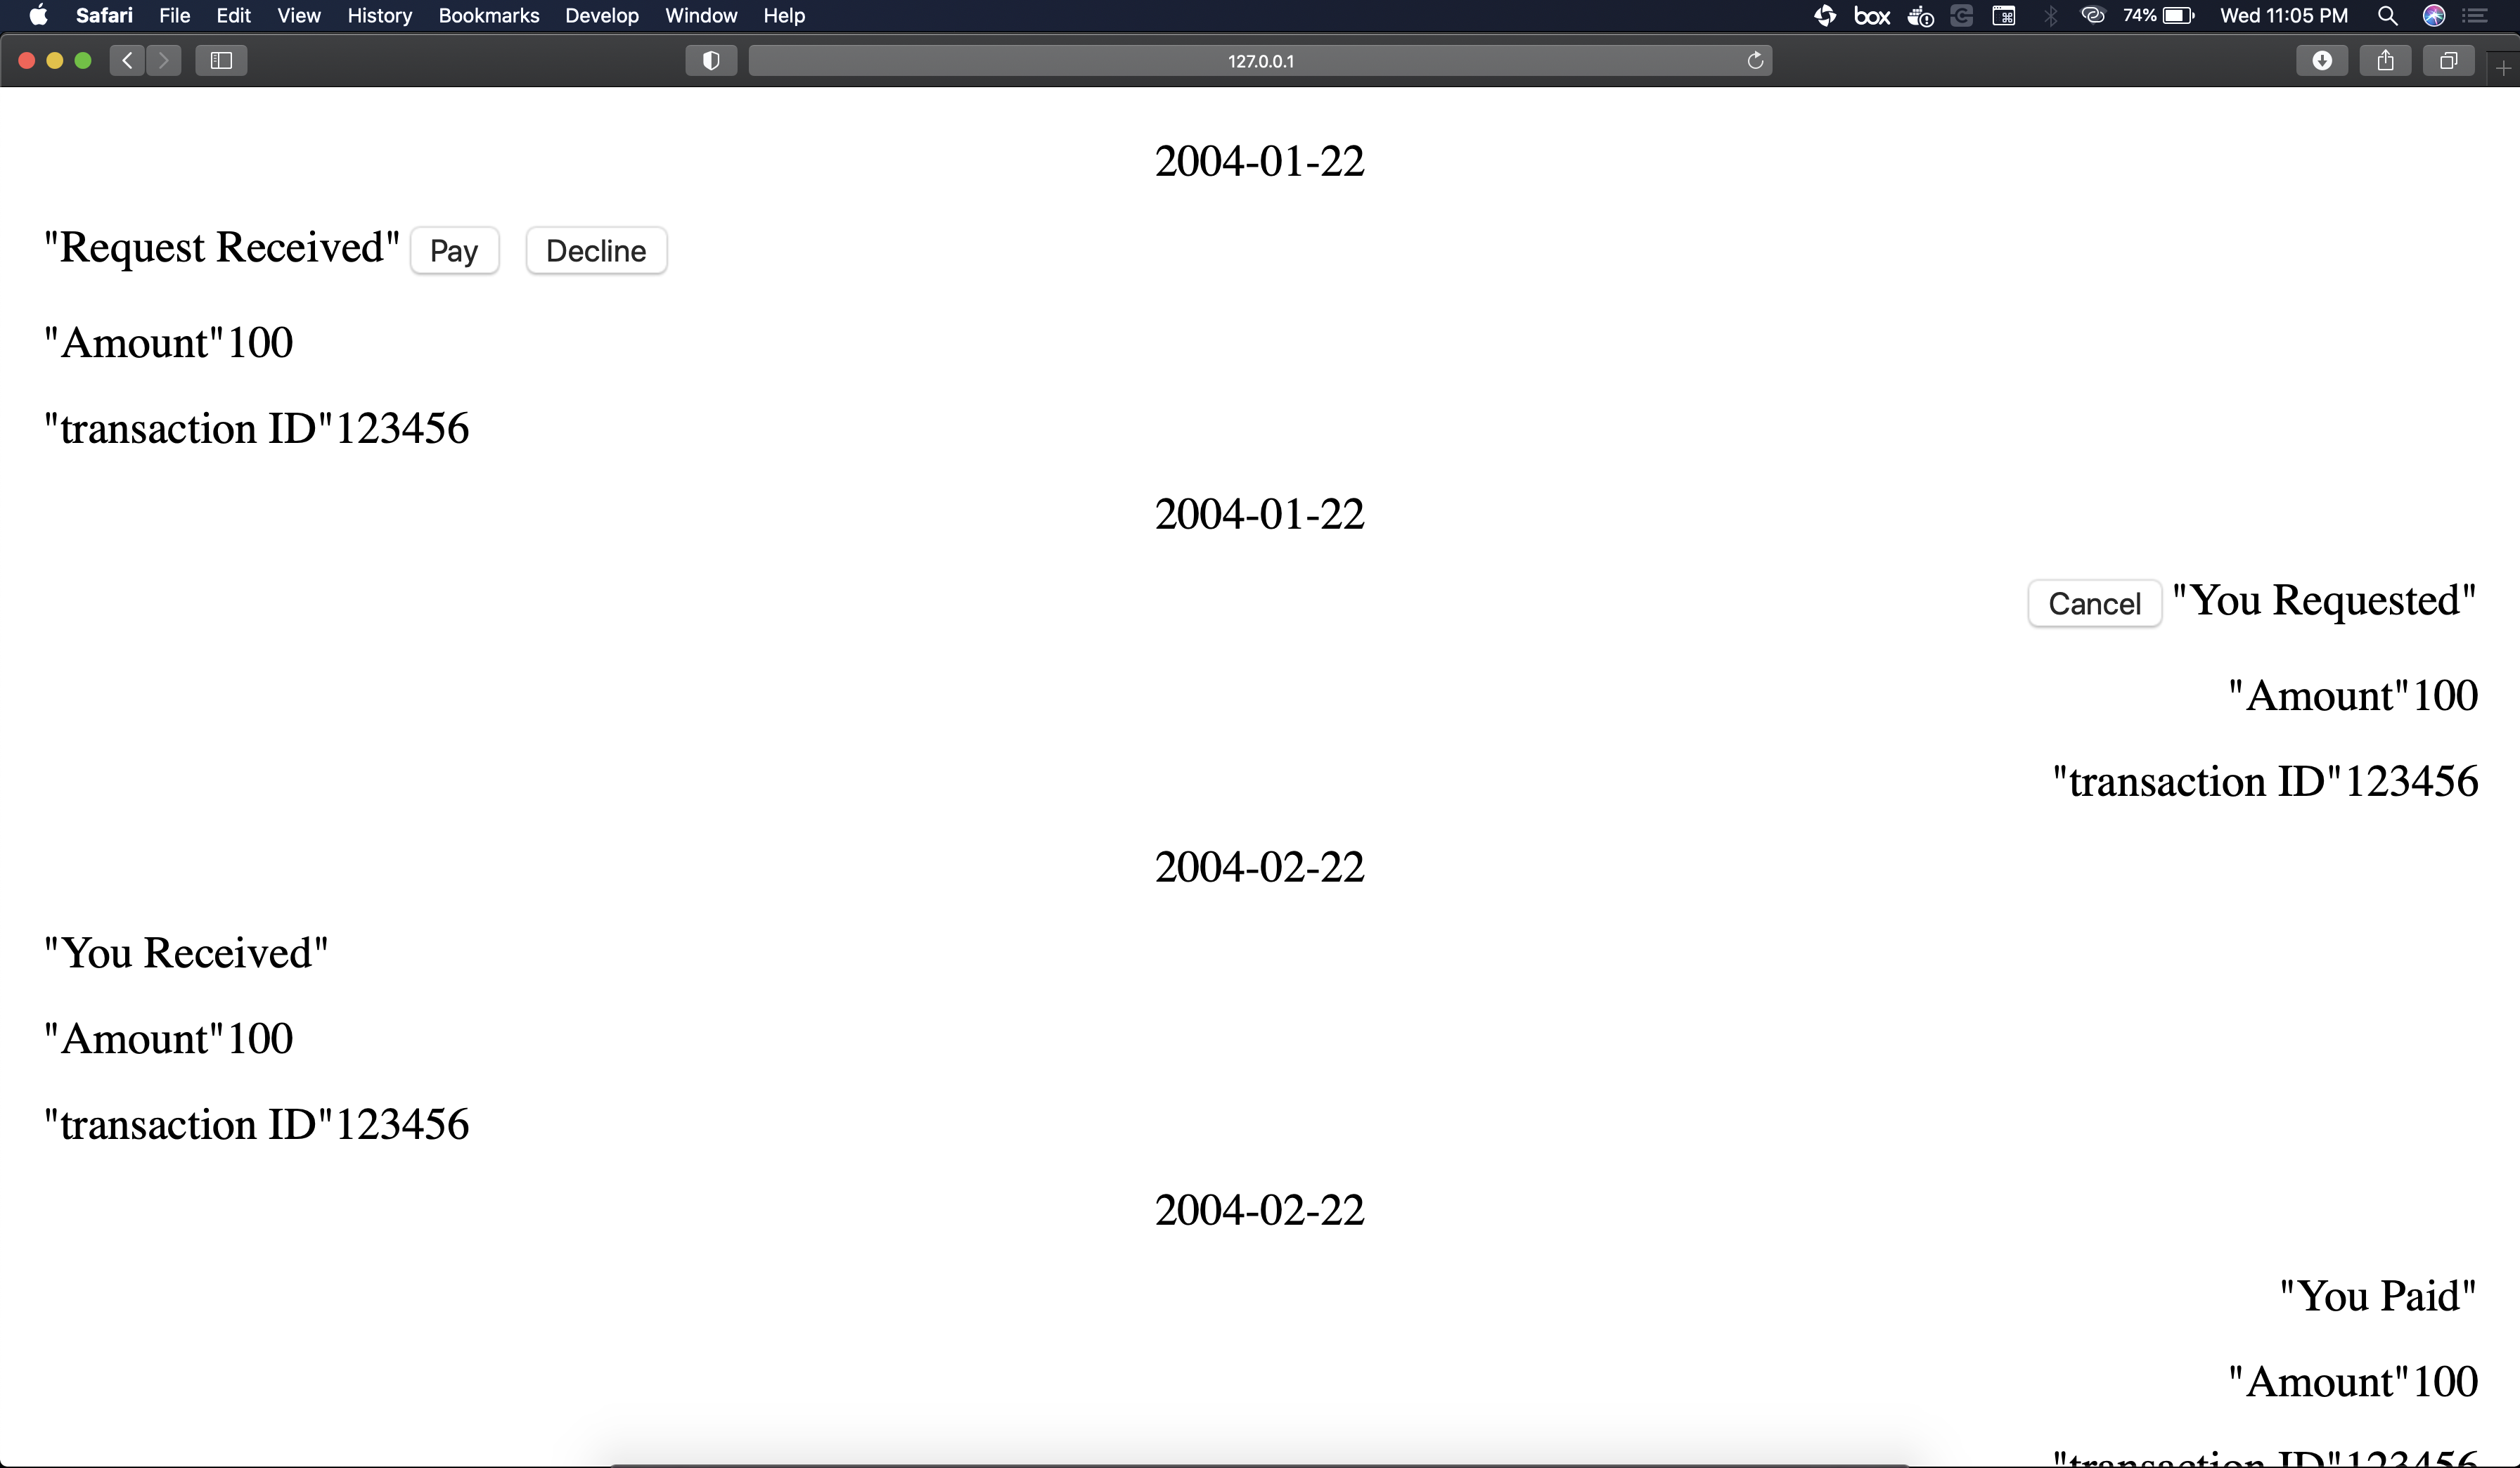 Safari File Edit View History Bookmarks Develop Window Help box 74% Wed 11:05 PM
127.0.0.1
2004-01-22
"Request Received" Pay Decline
"Amount"100
"transaction ID"123456
2004-01-22
Cancel "You Requested"
"Amount"100
"transaction ID"123456
2004-02-22
"You Received"
"Amount"100
"transaction ID"123456
2004-02-22
"You Paid"
"Amount"100
"transaction ID"123456